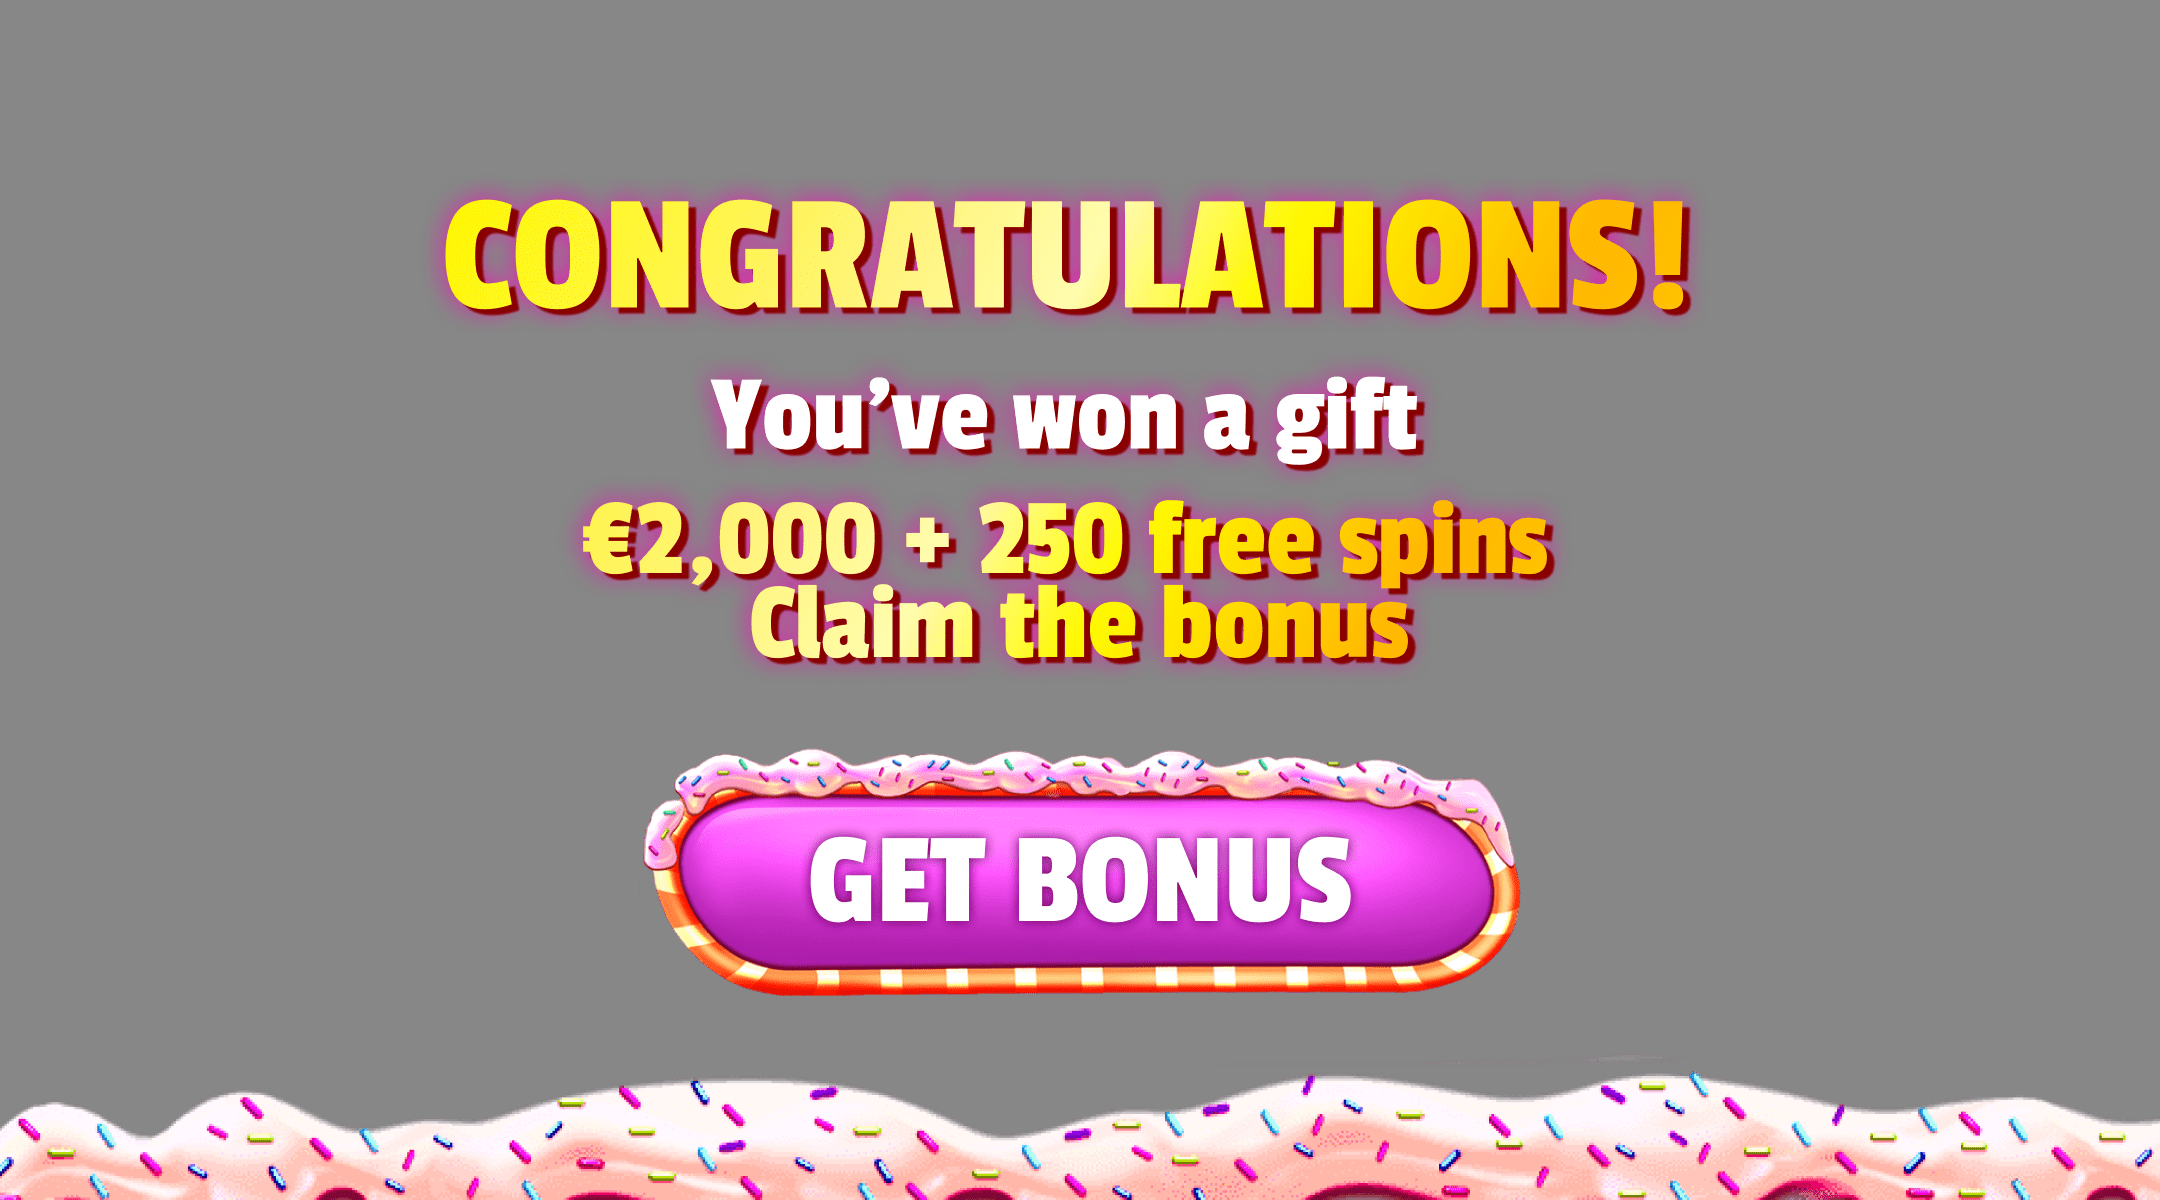 CONGRATULATIONS!
You’ve won a gift
€2,000 + 250 free spins
Claim the bonus
GET BONUS